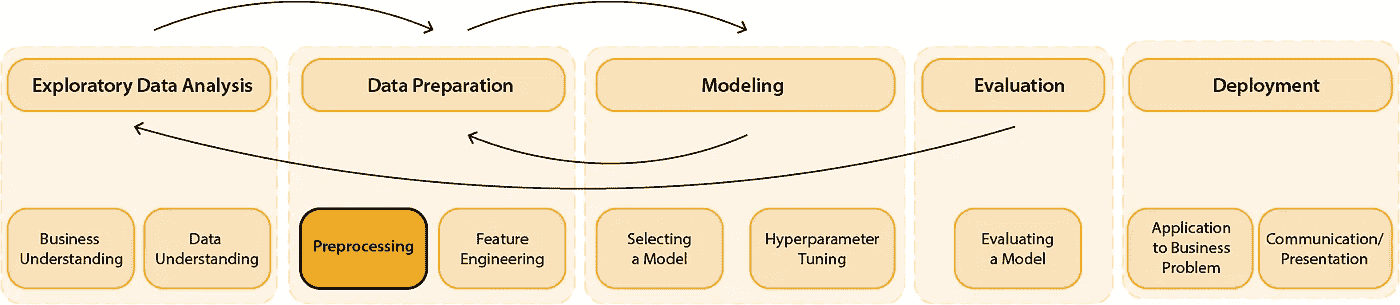 Exploratory Data Analysis
Data Preparation
Modeling
Evaluation
Deployment
Business
Understanding
Data
Understanding
Preprocessing
Feature
Engineering
Selecting
a Model
Hyperparameter
Tuning
Evaluating
a Model
Application
to Business
Problem
Communication/
Presentation